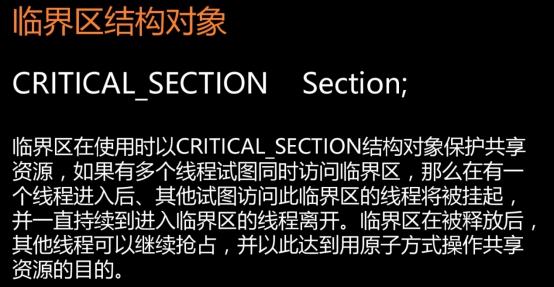 临界区结构对象
CRITICAL_SECTION    Section;
临界区在使用时以CRITICAL_SECTION结构对象保护共享
资源，如果有多个线程试图同时访问临界区，那么在有一
个线程进入后、其他试图访问此临界区的线程将被挂起，
并一直持续到进入临界区的线程离开。临界区在被释放后，
其他线程可以继续抢占，并以此达到用原子方式操作共享
资源的目的。